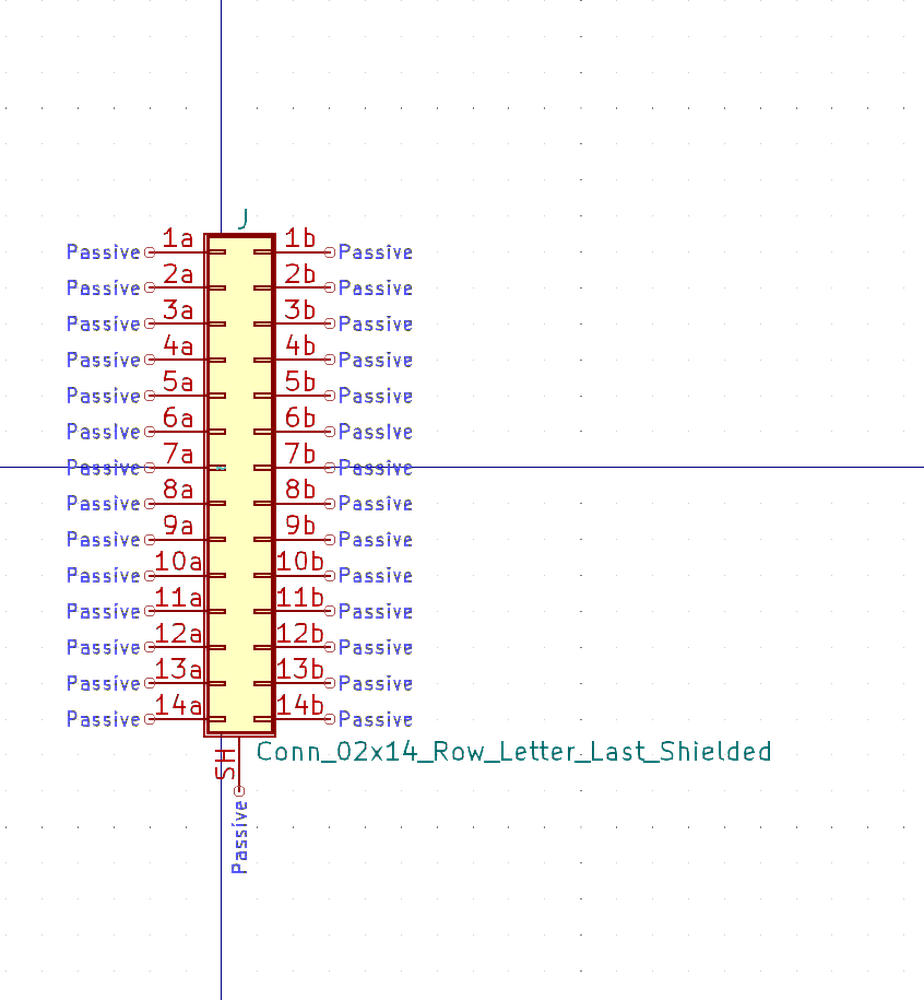 J
Passive 1a 1b Passive
Passive 2a 2b Passive
Passive 3a 3b Passive
Passive 4a 4b Passive
Passive 5a 5b Passive
Passive 6a 6b Passive
Passive 7a 7b Passive
Passive 8a 8b Passive
Passive 9a 9b Passive
Passive 10a 10b Passive
Passive 11a 11b Passive
Passive 12a 12b Passive
Passive 13a 13b Passive
Passive 14a 14b Passive
SH
Conn_02x14_Row_Letter_Last_Shielded
Passive